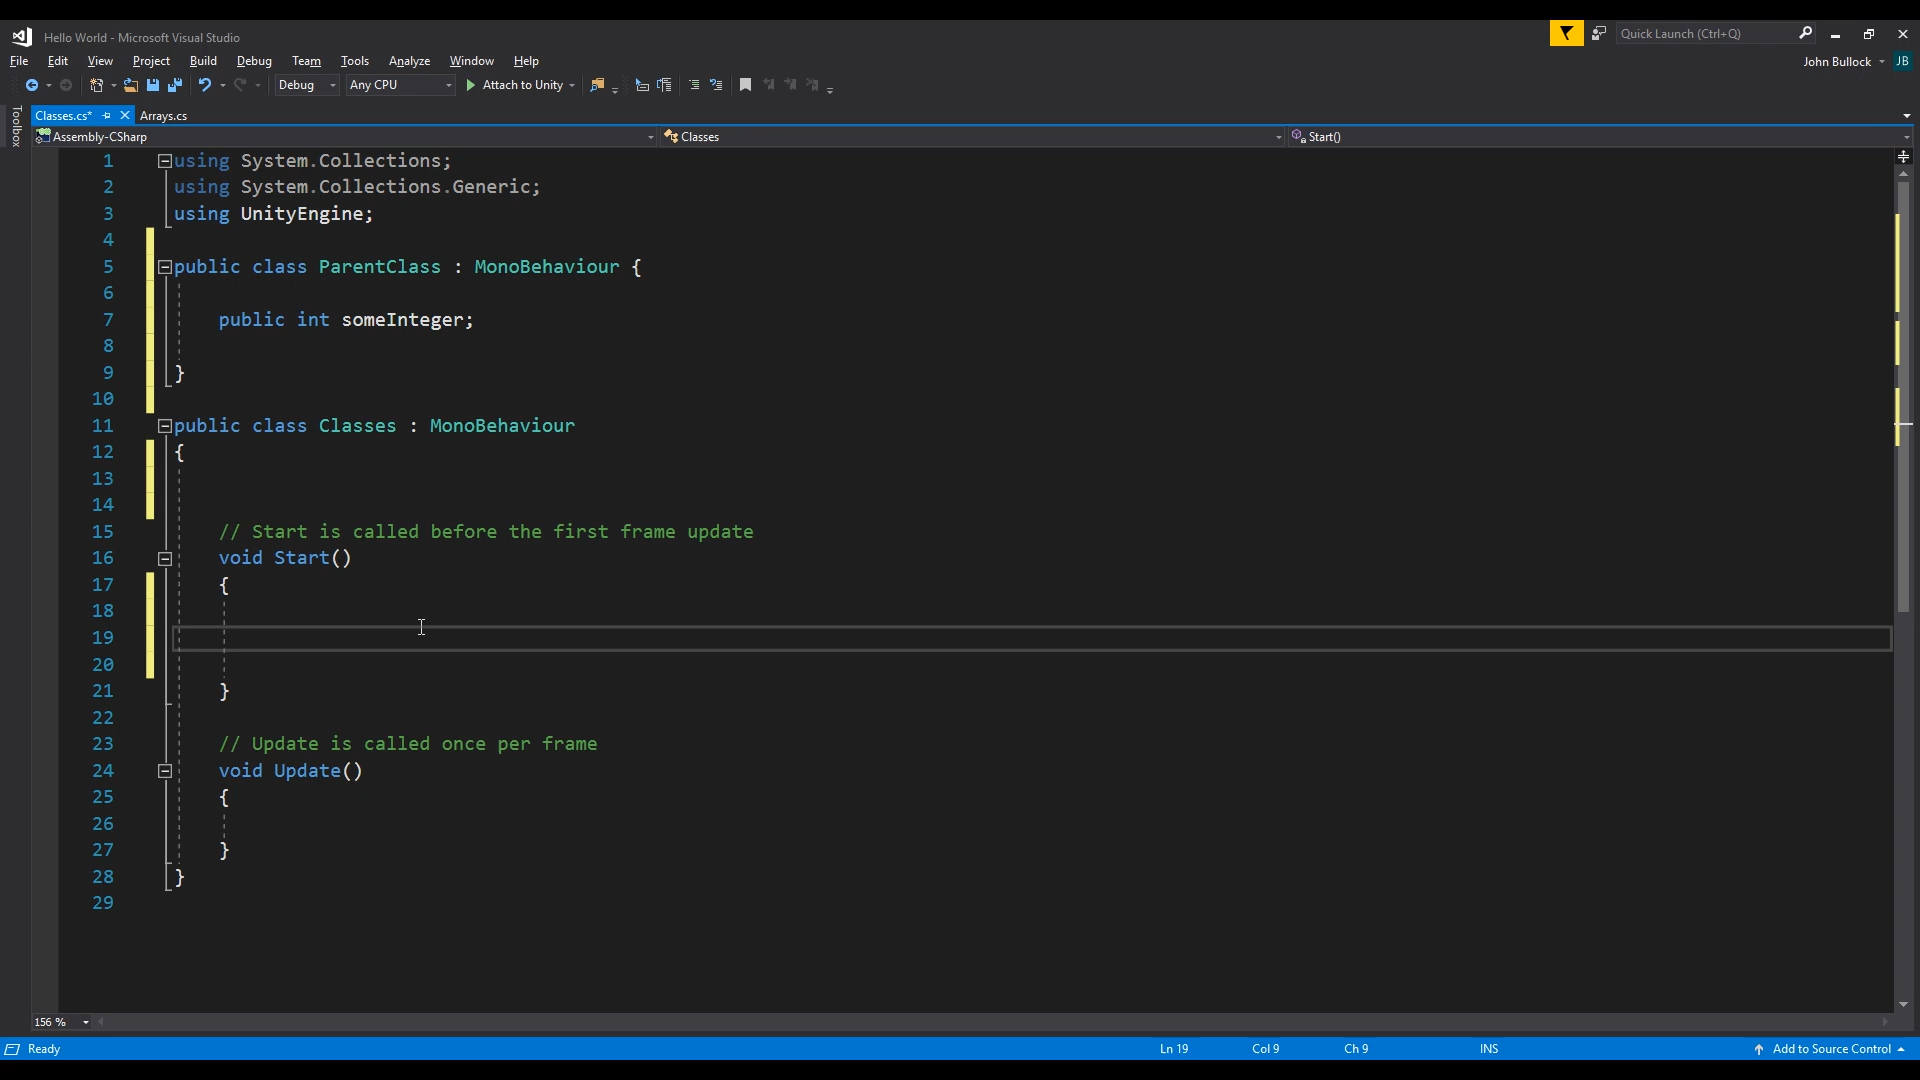 Hello World - Microsoft Visual Studio
Quick Launch (Ctrl+Q)
File Edit View Project Build Debug Team Tools Analyze Window Help
John Bullock JB
Debug Any CPU Attach to Unity
Toolbox
Classes.cs* Arrays.cs
Assembly-CSharp Classes Start()
1 using System.Collections;
2 using System.Collections.Generic;
3 using UnityEngine;
4
5 public class ParentClass : MonoBehaviour {
6
7 public int someInteger;
8
9 }
10
11 public class Classes : MonoBehaviour
12 {
13
14
15 // Start is called before the first frame update
16 void Start()
17 {
18
19
20
21 }
22
23 // Update is called once per frame
24 void Update()
25 {
26
27 }
28 }
29
156 %
Ready Ln 19 Col 9 Ch 9 INS Add to Source Control